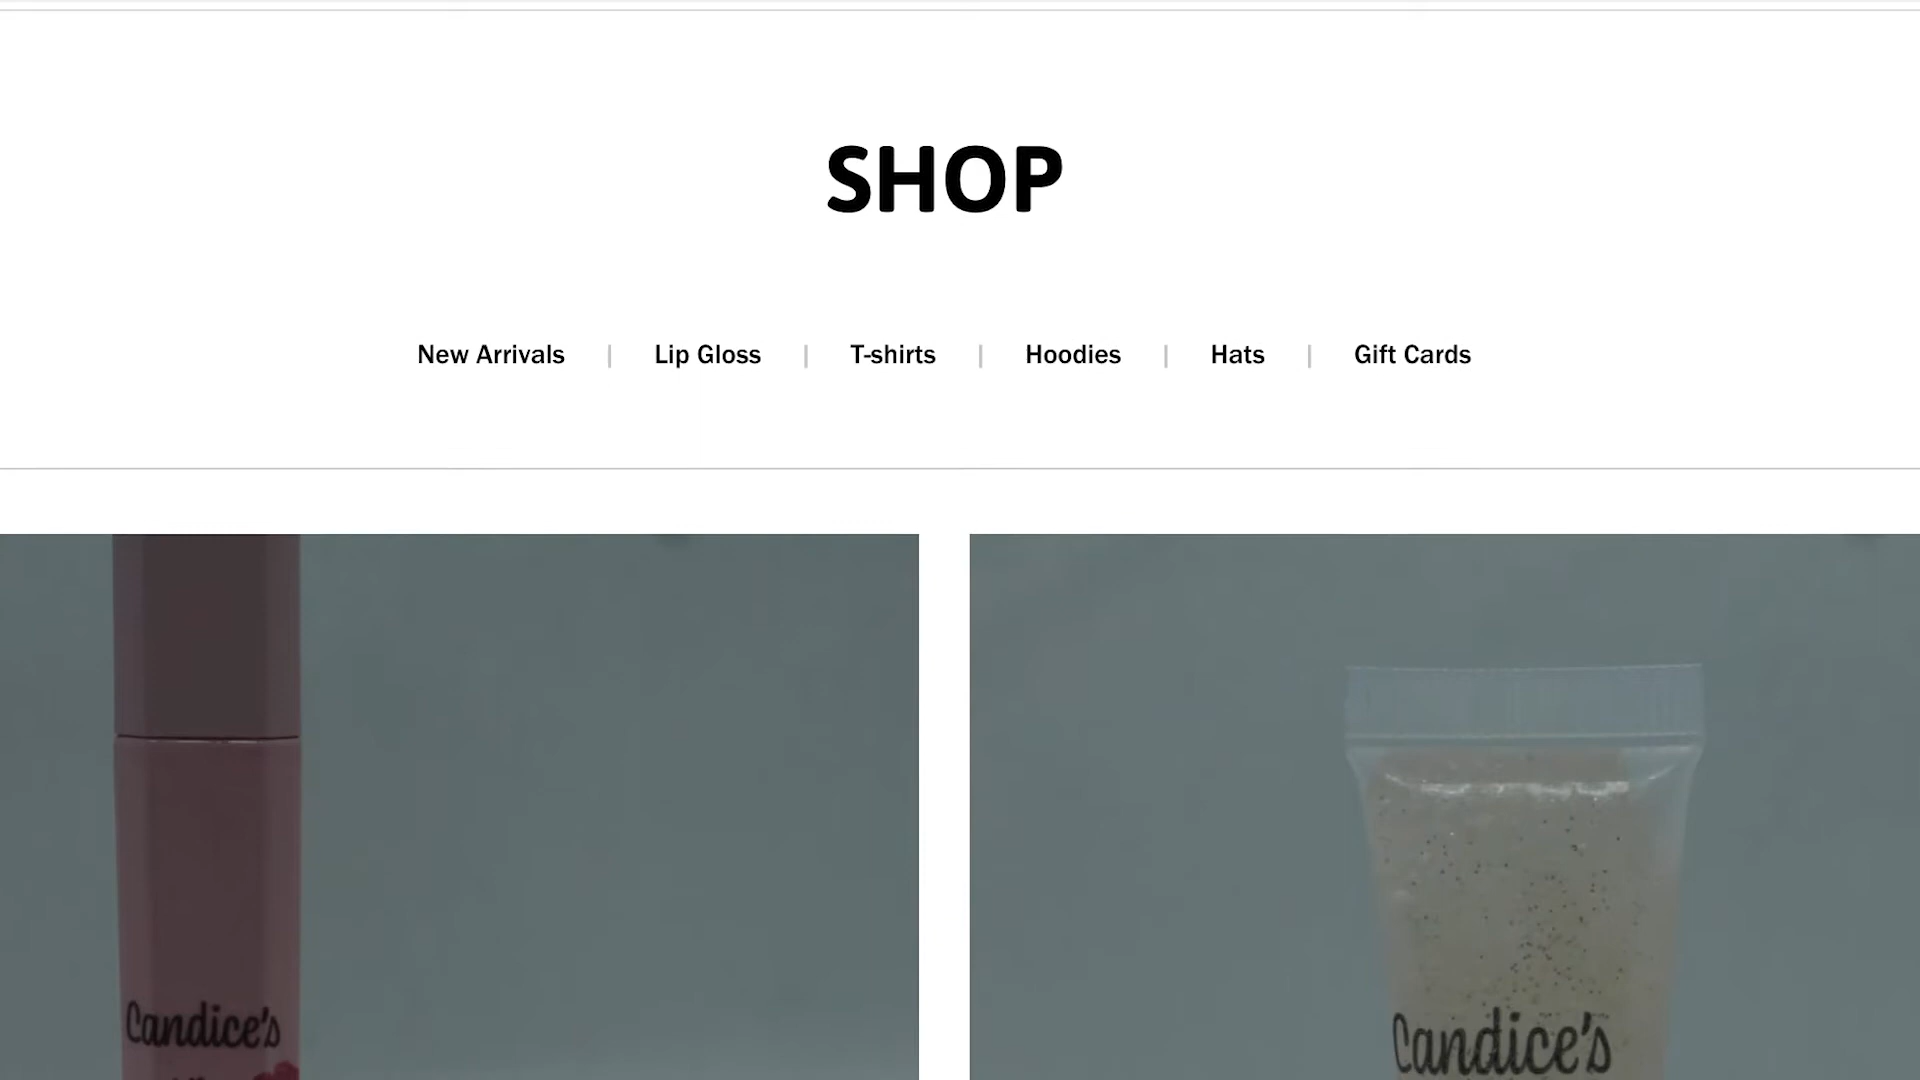 SHOP
New Arrivals | Lip Gloss | T-shirts | Hoodies | Hats | Gift Cards
Candice's
Candice's